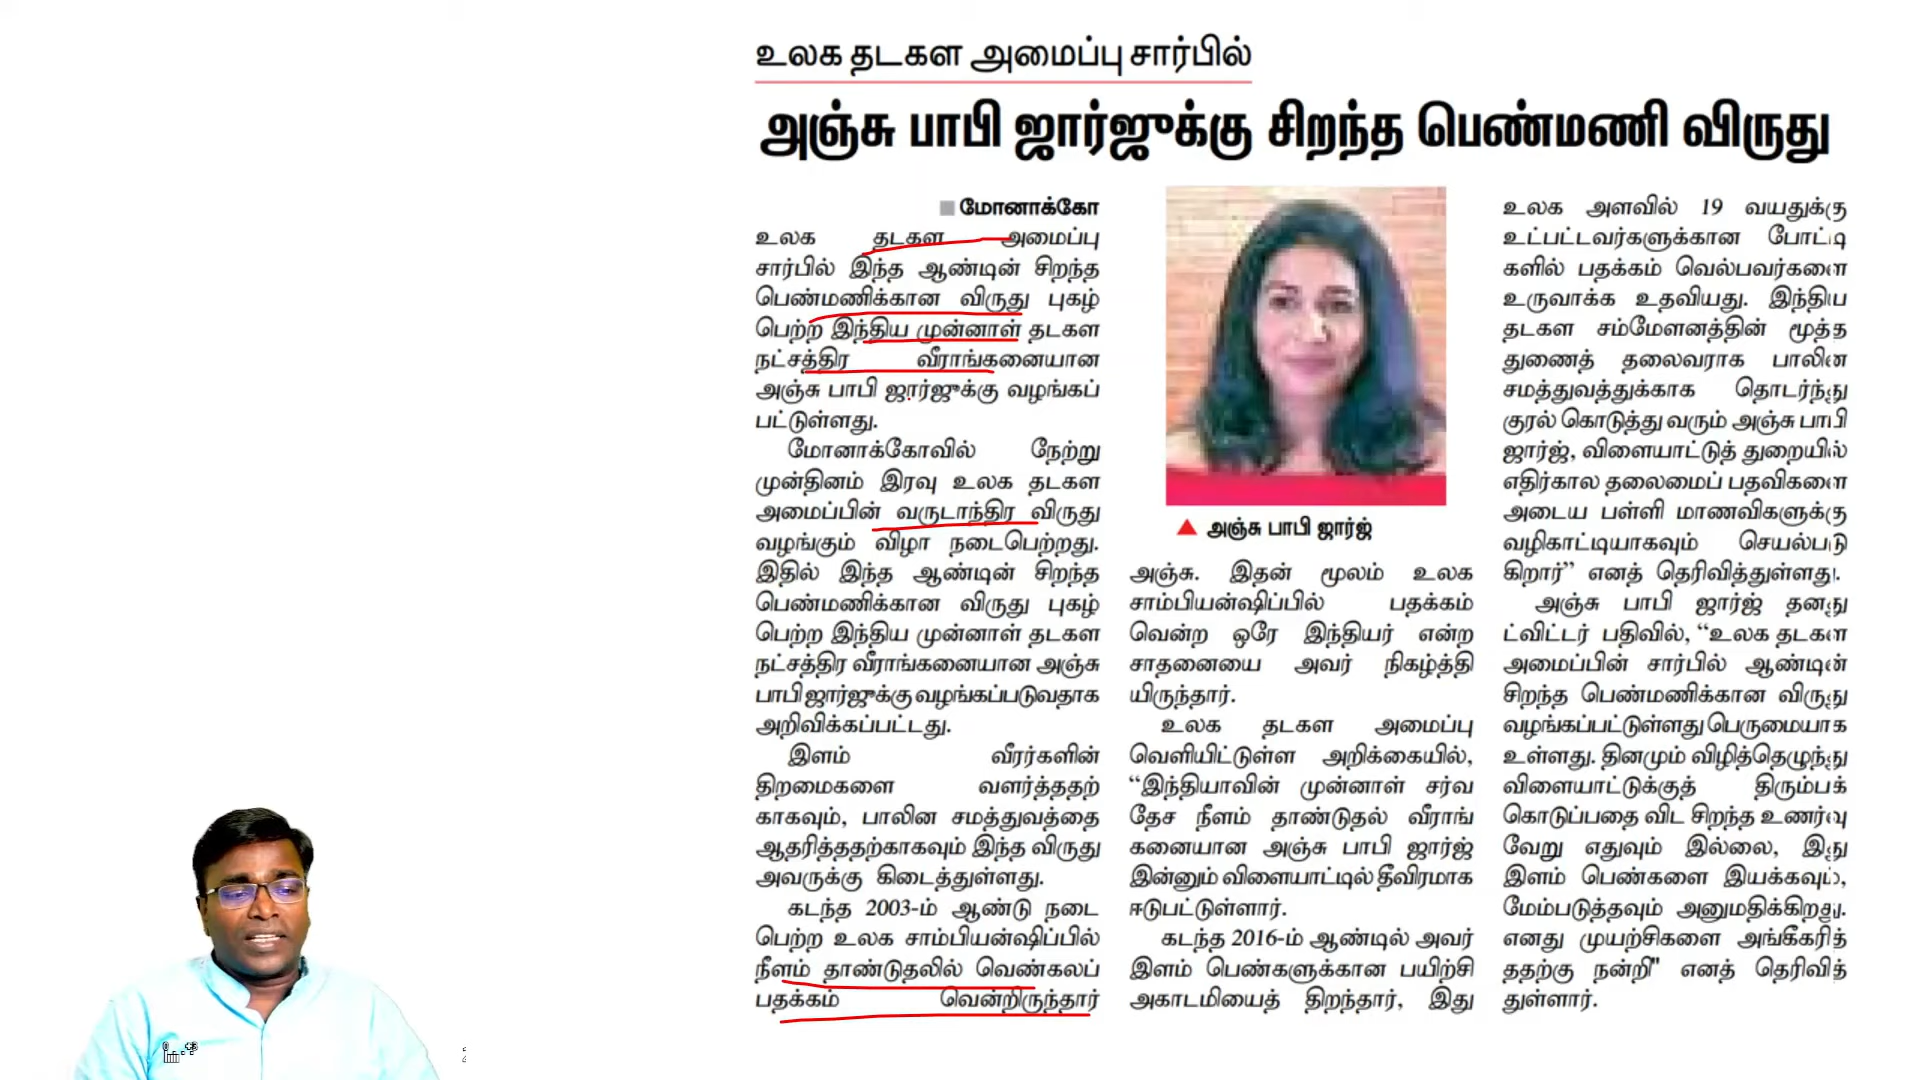 உலக தடகள அமைப்பு சார்பில்
அஞ்சு பாபி ஜார்ஜுக்கு சிறந்த பெண்மணி விருது
மோனாக்கோ
உலக தடகள அமைப்பு
சார்பில் இந்த ஆண்டின் சிறந்த
பெண்மணிக்கான விருது புகழ்
பெற்ற இந்திய முன்னாள் தடகள
நட்சத்திர வீராங்கனையான
அஞ்சு பாபி ஜார்ஜுக்கு வழங்கப்
பட்டுள்ளது.
மோனாக்கோவில் நேற்று
முன்தினம் இரவு உலக தடகள
அமைப்பின் வருடாந்திர விருது
வழங்கும் விழா நடைபெற்றது.
இதில் இந்த ஆண்டின் சிறந்த
பெண்மணிக்கான விருது புகழ்
பெற்ற இந்திய முன்னாள் தடகள
நட்சத்திர வீராங்கனையான அஞ்சு
பாபி ஜார்ஜுக்கு வழங்கப்படுவதாக
அறிவிக்கப்பட்டது.
இளம் வீரர்களின்
திறமைகளை வளர்த்ததற்
காகவும், பாலின சமத்துவத்தை
ஆதரித்ததற்காகவும் இந்த விருது
அவருக்கு கிடைத்துள்ளது.
கடந்த 2003-ம் ஆண்டு நடை
பெற்ற உலக சாம்பியன்ஷிப்பில்
நீளம் தாண்டுதலில் வெண்கலப்
பதக்கம் வென்றிருந்தார்
▲ அஞ்சு பாபி ஜார்ஜ்
அஞ்சு. இதன் மூலம் உலக
சாம்பியன்ஷிப்பில் பதக்கம்
வென்ற ஒரே இந்தியர் என்ற
சாதனையை அவர் நிகழ்த்தி
யிருந்தார்.
உலக தடகள அமைப்பு
வெளியிட்டுள்ள அறிக்கையில்,
“இந்தியாவின் முன்னாள் சர்வ
தேச நீளம் தாண்டுதல் வீராங்
கனையான அஞ்சு பாபி ஜார்ஜ்
இன்னும் விளையாட்டில் தீவிரமாக
ஈடுபட்டுள்ளார்.
கடந்த 2016-ம் ஆண்டில் அவர்
இளம் பெண்களுக்கான பயிற்சி
அகாடமியைத் திறந்தார், இது
உலக அளவில் 19 வயதுக்கு
உட்பட்டவர்களுக்கான போட்டி
களில் பதக்கம் வெல்பவர்களை
உருவாக்க உதவியது. இந்திய
தடகள சம்மேளனத்தின் மூத்த
துணைத் தலைவராக பாலின
சமத்துவத்துக்காக தொடர்ந்து
குரல் கொடுத்து வரும் அஞ்சு பாபி
ஜார்ஜ், விளையாட்டுத் துறையில்
எதிர்கால தலைமைப் பதவிகளை
அடைய பள்ளி மாணவிகளுக்கு
வழிகாட்டியாகவும் செயல்படு
கிறார்” எனத் தெரிவித்துள்ளது.
அஞ்சு பாபி ஜார்ஜ் தனது
ட்விட்டர் பதிவில், “உலக தடகள
அமைப்பின் சார்பில் ஆண்டின்
சிறந்த பெண்மணிக்கான விருது
வழங்கப்பட்டுள்ளது பெருமையாக
உள்ளது. தினமும் விழித்தெழுந்து
விளையாட்டுக்குத் திரும்பக்
கொடுப்பதை விட சிறந்த உணர்வு
வேறு எதுவும் இல்லை, இது
இளம் பெண்களை இயக்கவும்,
மேம்படுத்தவும் அனுமதிக்கிறது.
எனது முயற்சிகளை அங்கீகரித்
ததற்கு நன்றி" எனத் தெரிவித்
துள்ளார்.